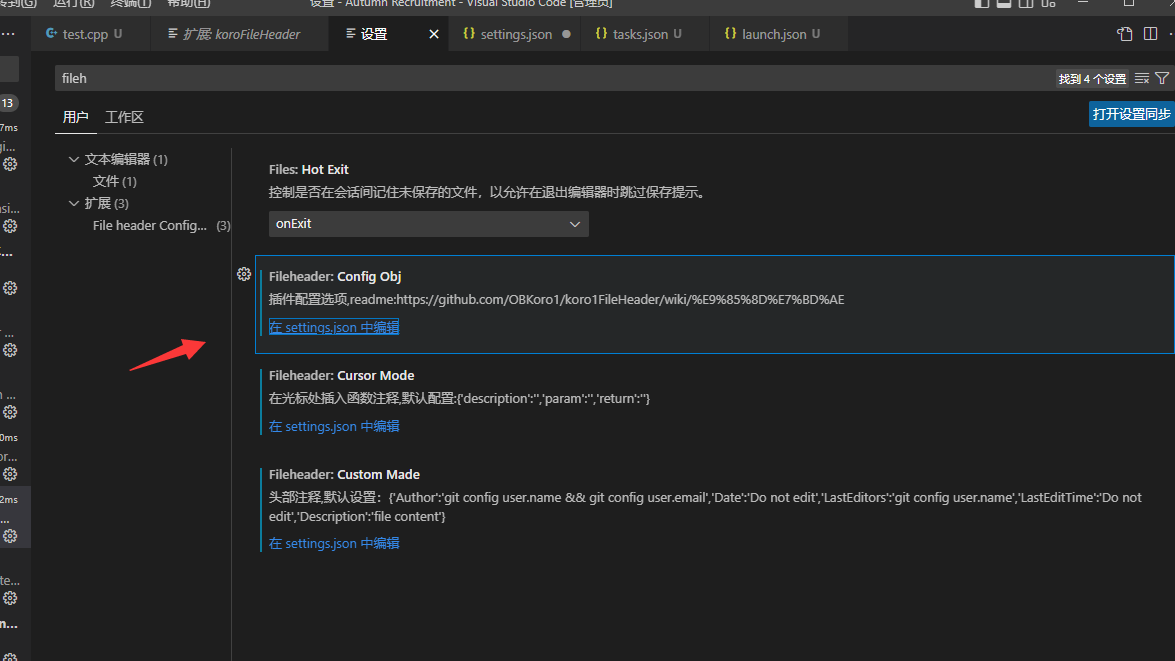 转到(G) 运行(R) 终端(T) 帮助(H) 设置 - Autumn Recruitment - Visual Studio Code [管理员]
test.cpp U 扩展: koroFileHeader 设置 settings.json tasks.json U launch.json U
fileh 找到 4 个设置
用户 工作区 打开设置同步
13
7ms
文本编辑器 (1)
文件 (1)
扩展 (3)
File header Config... (3)
Files: Hot Exit
控制是否在会话间记住未保存的文件，以允许在退出编辑器时跳过保存提示。
onExit
Fileheader: Config Obj
插件配置选项,readme:https://github.com/OBKoro1/koro1FileHeader/wiki/%E9%85%8D%E7%BD%AE
在 settings.json 中编辑
Fileheader: Cursor Mode
在光标处插入函数注释,默认配置:{'description':'','param':'','return':''}
在 settings.json 中编辑
0ms
Fileheader: Custom Made
头部注释,默认设置：{'Author':'git config user.name && git config user.email','Date':'Do not edit','LastEditors':'git config user.name','LastEditTime':'Do not
edit','Description':'file content'}
2ms
在 settings.json 中编辑